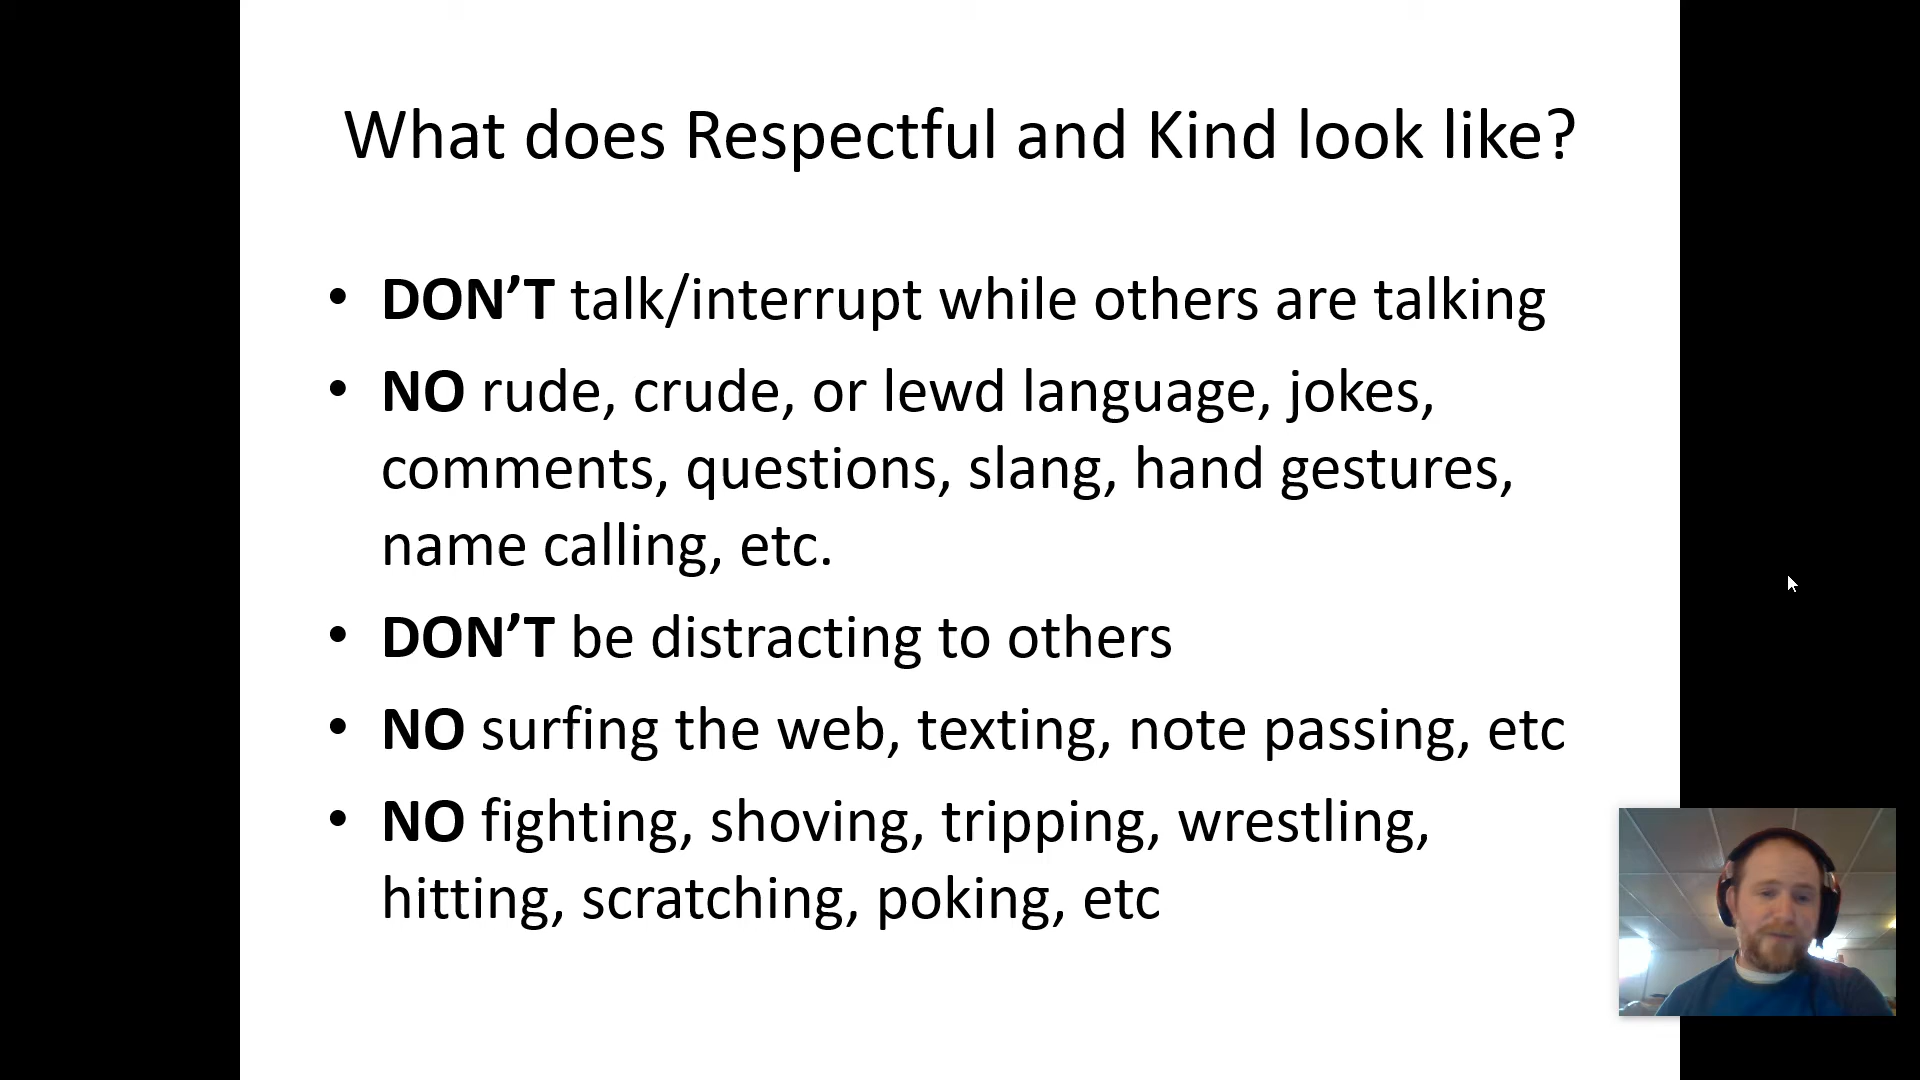 What does Respectful and Kind look like?
• DON’T talk/interrupt while others are talking
• NO rude, crude, or lewd language, jokes,
comments, questions, slang, hand gestures,
name calling, etc.
• DON’T be distracting to others
• NO surfing the web, texting, note passing, etc
• NO fighting, shoving, tripping, wrestling,
hitting, scratching, poking, etc